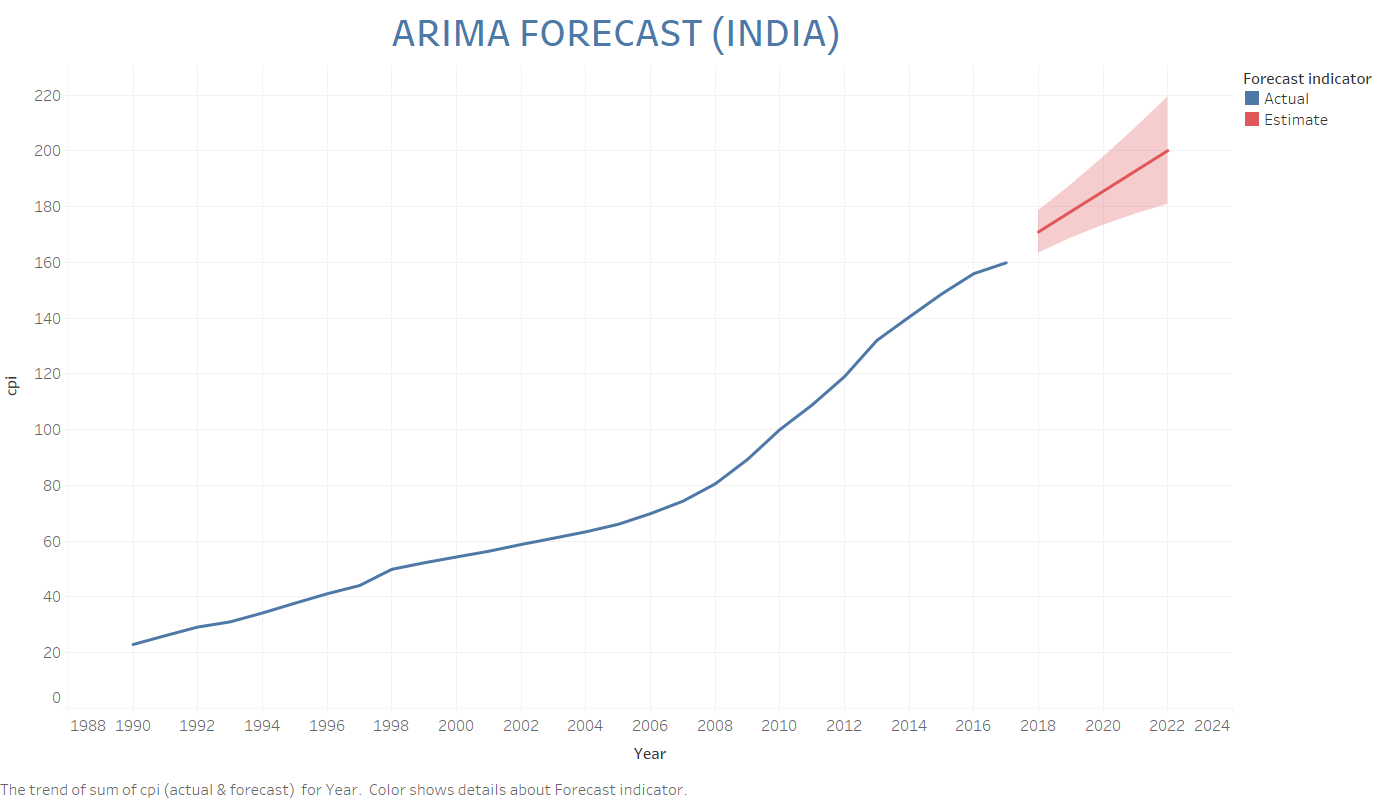 ARIMA FORECAST (INDIA)
Forecast indicator
Actual
Estimate
220
200
180
160
140
120
100
80
60
40
20
0
cpi
1988 1990 1992 1994 1996 1998 2000 2002 2004 2006 2008 2010 2012 2014 2016 2018 2020 2022 2024
Year
The trend of sum of cpi (actual & forecast) for Year. Color shows details about Forecast indicator.